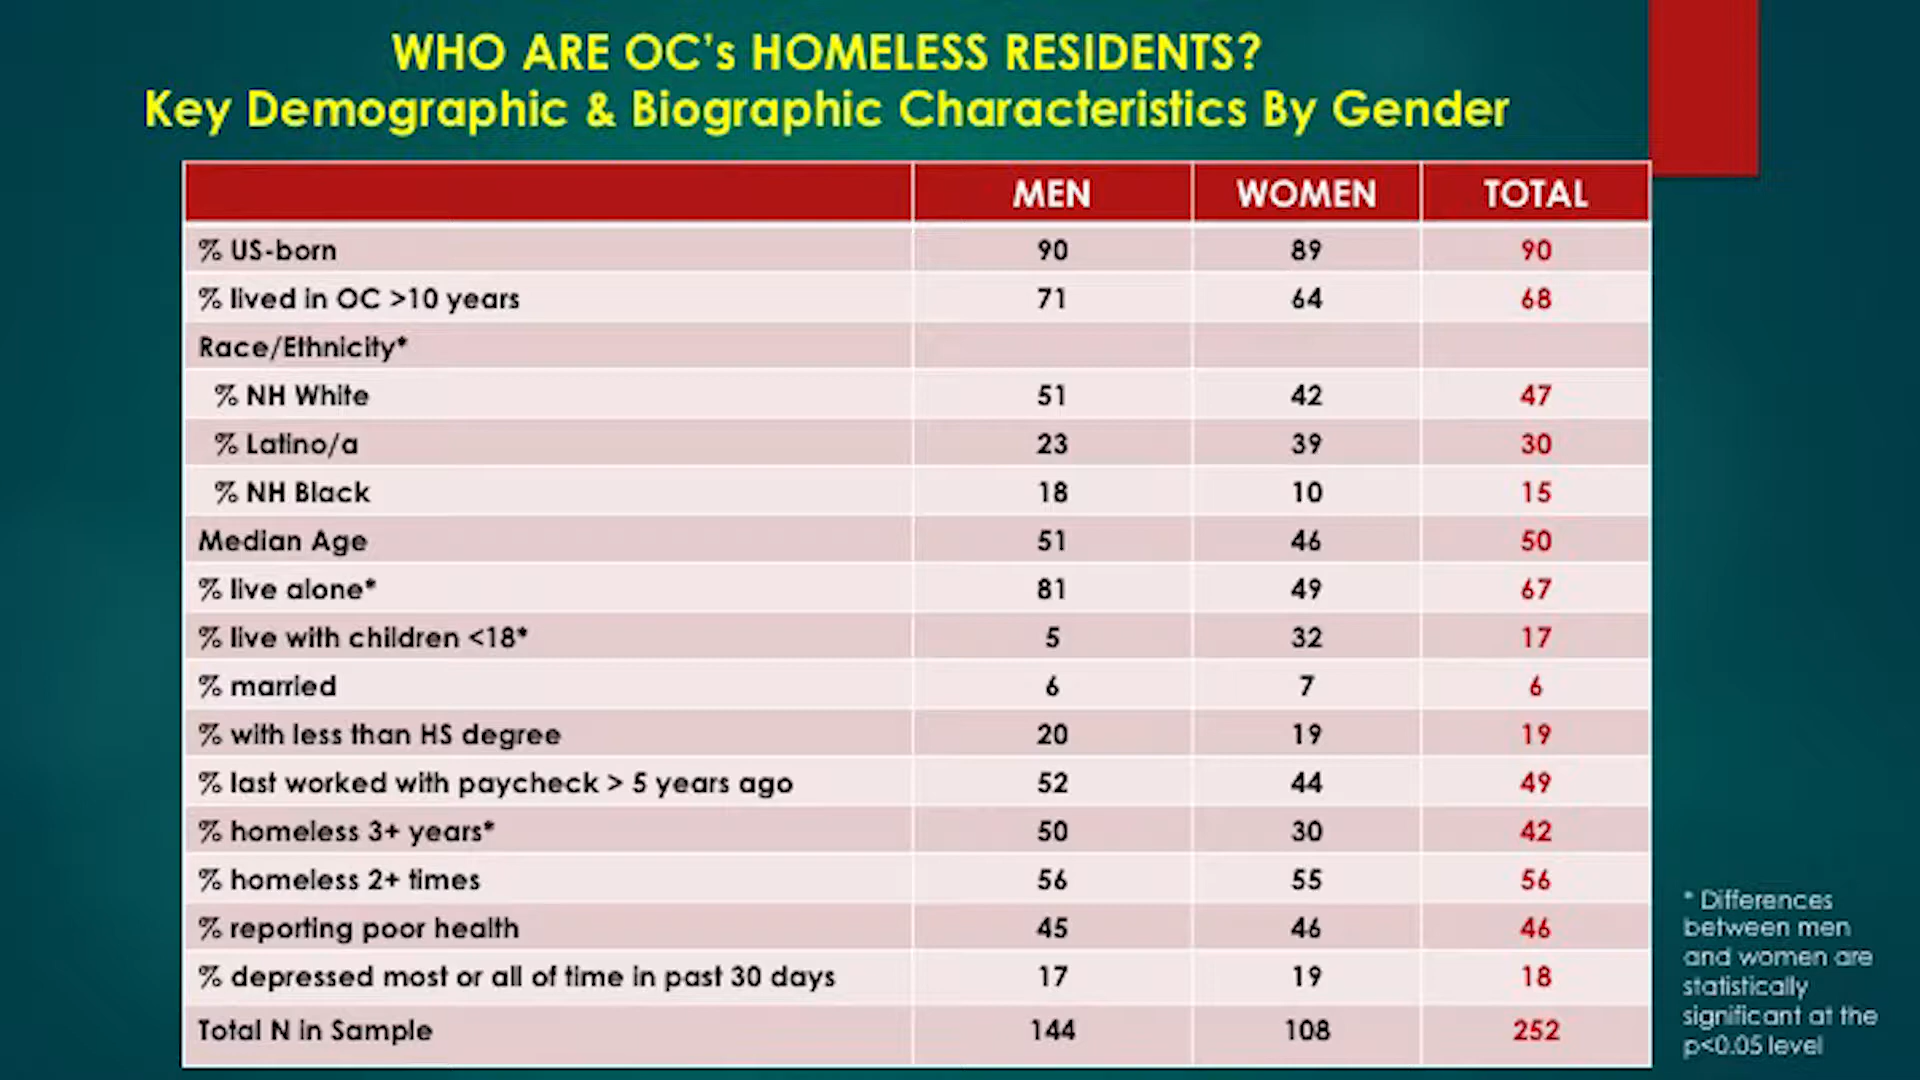 WHO ARE OC's HOMELESS RESIDENTS?
Key Demographic & Biographic Characteristics By Gender
MEN WOMEN TOTAL
% US-born 90 89 90
% lived in OC >10 years 71 64 68
Race/Ethnicity*
% NH White 51 42 47
% Latino/a 23 39 30
% NH Black 18 10 15
Median Age 51 46 50
% live alone* 81 49 67
% live with children <18* 5 32 17
% married 6 7 6
% with less than HS degree 20 19 19
% last worked with paycheck > 5 years ago 52 44 49
% homeless 3+ years* 50 30 42
% homeless 2+ times 56 55 56
% reporting poor health 45 46 46
% depressed most or all of time in past 30 days 17 19 18
Total N in Sample 144 108 252
* Differences
between men
and women are
statistically
significant at the
p<0.05 level